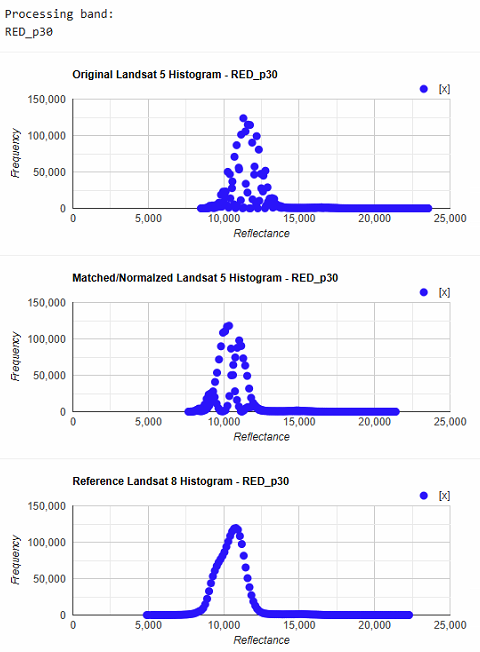 Processing band:
RED_p30
Original Landsat 5 Histogram - RED_p30
[x]
150,000
100,000
50,000
0
Frequency
0 5,000 10,000 15,000 20,000 25,000
Reflectance
Matched/Normalzed Landsat 5 Histogram - RED_p30
[x]
150,000
100,000
50,000
0
Frequency
0 5,000 10,000 15,000 20,000 25,000
Reflectance
Reference Landsat 8 Histogram - RED_p30
[x]
150,000
100,000
50,000
0
Frequency
0 5,000 10,000 15,000 20,000 25,000
Reflectance